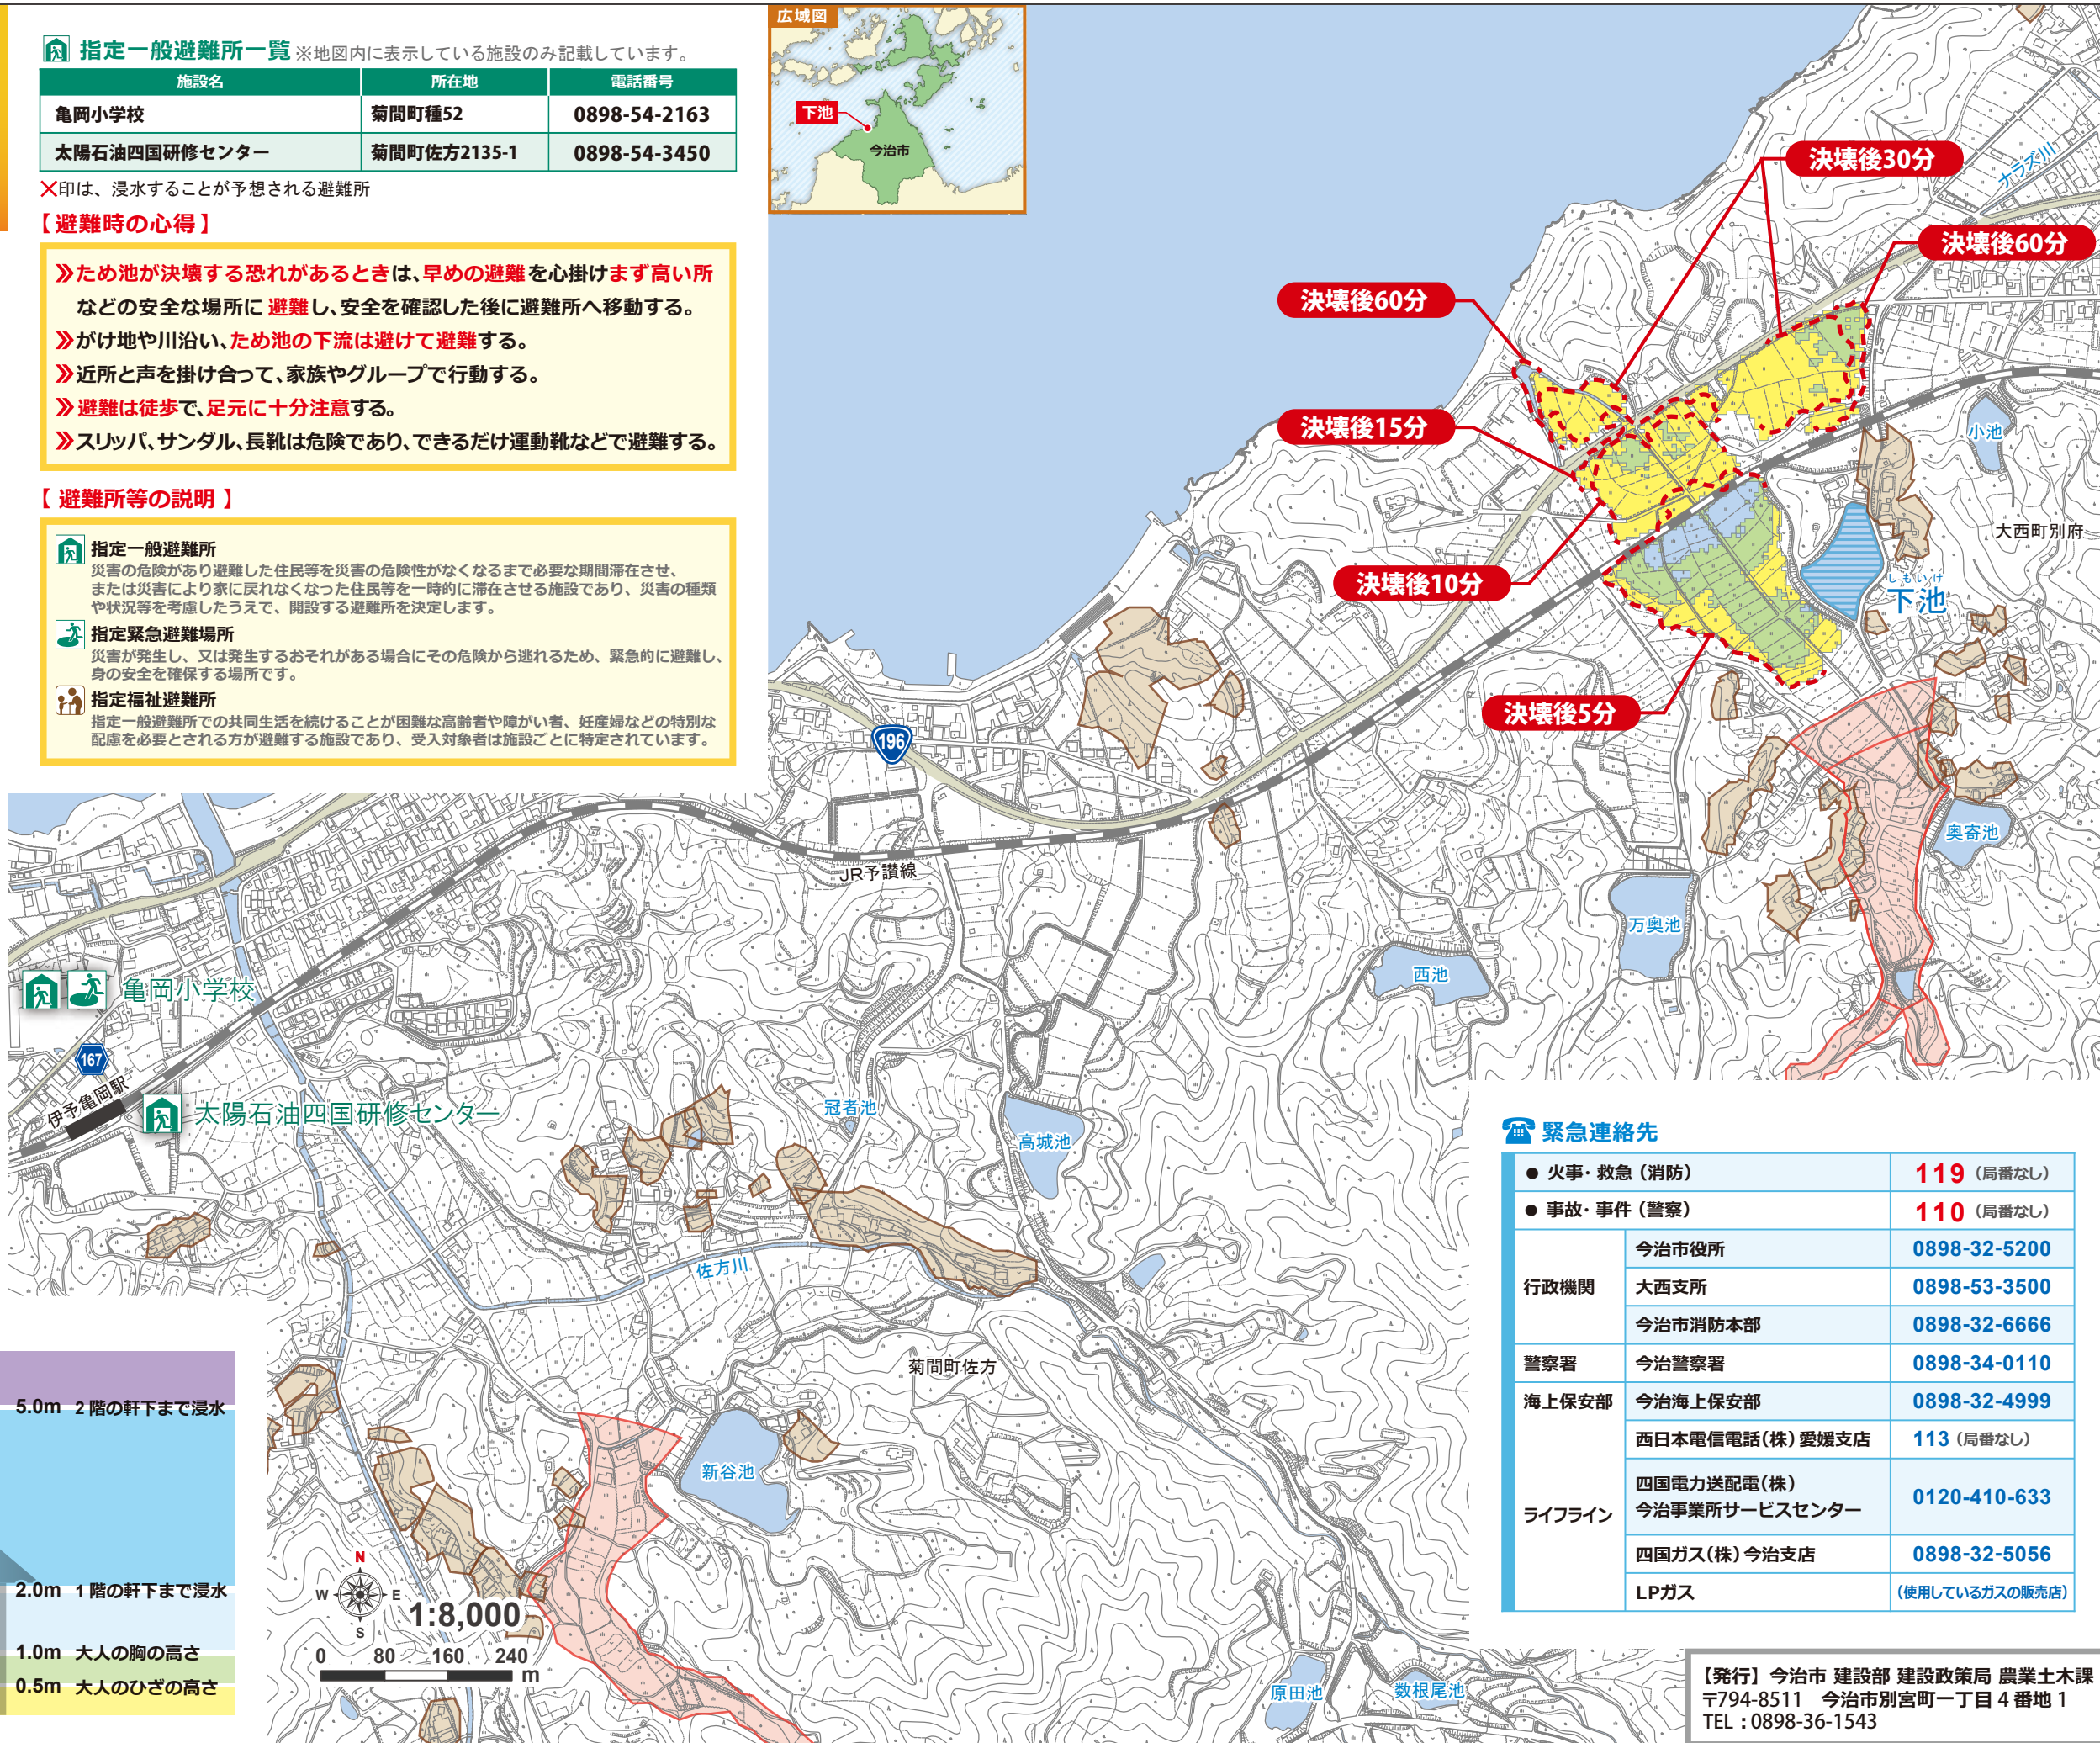 指定一般避難所一覧 ※地図内に表示している施設のみ記載しています。
施設名 所在地 電話番号
亀岡小学校 菊間町種52 0898-54-2163
太陽石油四国研修センター 菊間町佐方2135-1 0898-54-3450
×印は、浸水することが予想される避難所
【避難時の心得】
≫ため池が決壊する恐れがあるときは、早めの避難を心掛けまず高い所
などの安全な場所に 避難し、安全を確認した後に避難所へ移動する。
≫がけ地や川沿い、ため池の下流は避けて避難する。
≫近所と声を掛け合って、家族やグループで行動する。
≫避難は徒歩で、足元に十分注意する。
≫スリッパ、サンダル、長靴は危険であり、できるだけ運動靴などで避難する。
【 避難所等の説明 】
指定一般避難所
災害の危険があり避難した住民等を災害の危険性がなくなるまで必要な期間滞在させ、
または災害により家に戻れなくなった住民等を一時的に滞在させる施設であり、災害の種類
や状況等を考慮したうえで、開設する避難所を決定します。
指定緊急避難場所
災害が発生し、又は発生するおそれがある場合にその危険から逃れるため、緊急的に避難し、
身の安全を確保する場所です。
指定福祉避難所
指定一般避難所での共同生活を続けることが困難な高齢者や障がい者、妊産婦などの特別な
配慮を必要とされる方が避難する施設であり、受入対象者は施設ごとに特定されています。
広域図
下池
今治市
決壊後30分
ナラズ川
決壊後60分
決壊後60分
決壊後15分
小池
大西町別府
決壊後10分
しもいけ
下池
決壊後5分
196
奥寄池
JR予讃線
万奥池
西池
亀岡小学校
167
伊予亀岡駅
太陽石油四国研修センター
冠者池
高城池
佐方川
菊間町佐方
新谷池
原田池
数根尾池
5.0m 2階の軒下まで浸水
2.0m 1階の軒下まで浸水
1.0m 大人の胸の高さ
0.5m 大人のひざの高さ
N
W E
S
1:8,000
0 80 160 240
m
緊急連絡先
● 火事・救急（消防） 119（局番なし）
● 事故・事件（警察） 110（局番なし）
行政機関 今治市役所 0898-32-5200
大西支所 0898-53-3500
今治市消防本部 0898-32-6666
警察署 今治警察署 0898-34-0110
海上保安部 今治海上保安部 0898-32-4999
ライフライン 西日本電信電話（株）愛媛支店 113（局番なし）
四国電力送配電（株）
今治事業所サービスセンター 0120-410-633
四国ガス（株）今治支店 0898-32-5056
LPガス （使用しているガスの販売店）
【発行】今治市 建設部 建設政策局 農業土木課
〒794-8511 今治市別宮町一丁目4番地1
TEL：0898-36-1543